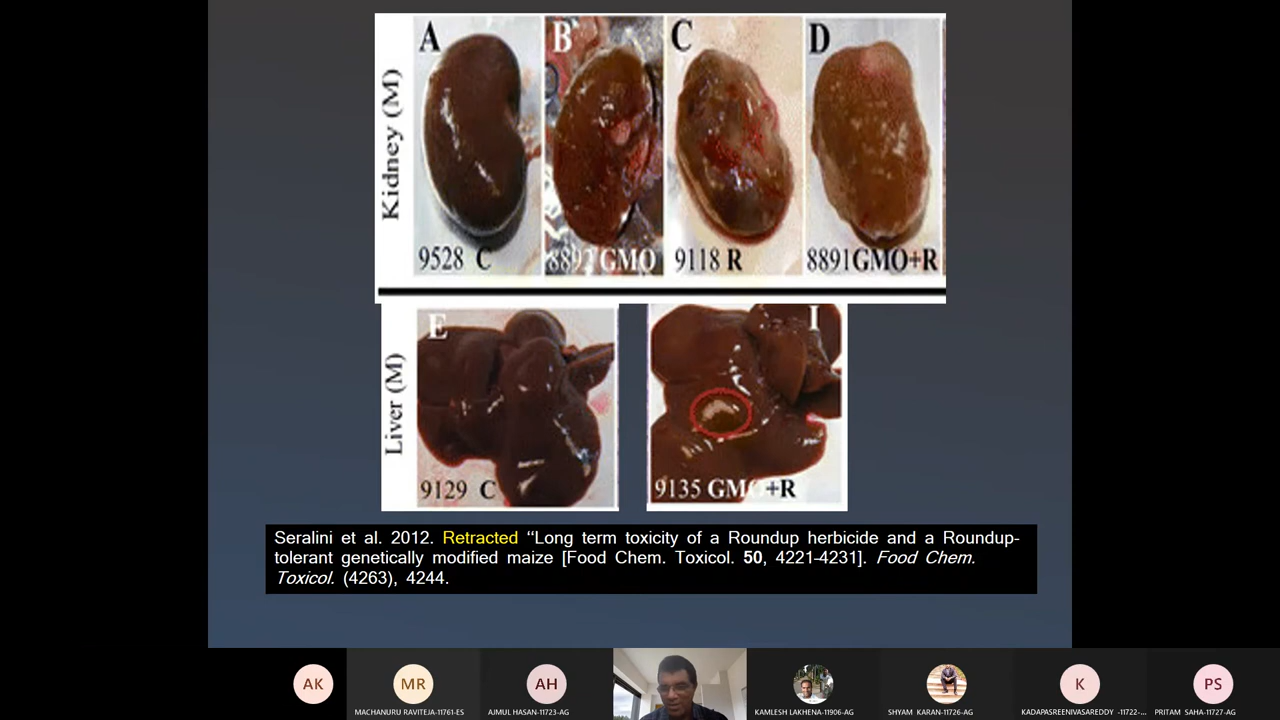 Kidney (M)
A B C D
9528 C
8892 GMO
9118 R
8891GMO+R
Liver (M)
E I
9129 C
9135 GMO+R
Seralini et al. 2012. Retracted “Long term toxicity of a Roundup herbicide and a Roundup-
tolerant genetically modified maize [Food Chem. Toxicol. 50, 4221-4231]. Food Chem.
Toxicol. (4263), 4244.
AK
MR
MACHANURU RAVITEJA-11761-ES
AH
AJMUL HASAN-11723-AG
KAMLESH LAKHENA-11906-AG
SHYAM KARAN-11726-AG
K
KADAPASREENIVASAREDDY -11722-...
PS
PRITAM SAHA-11727-AG